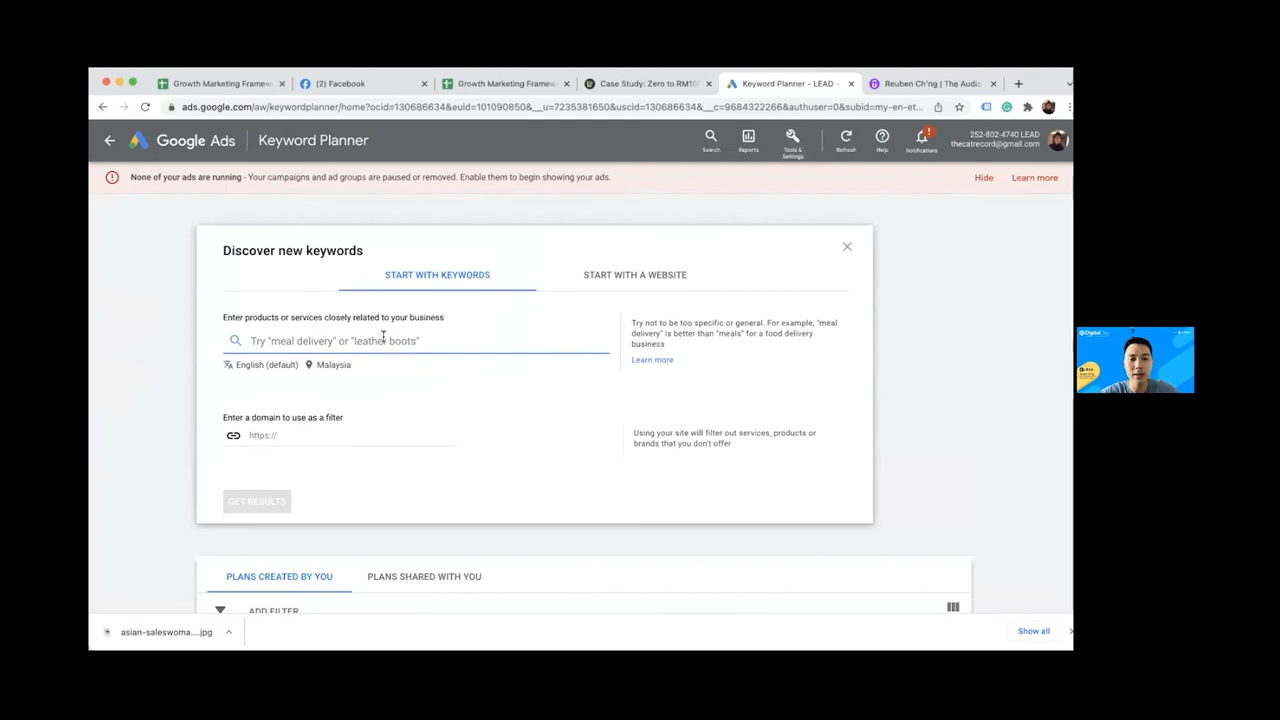 Growth Marketing Framew
(2) Facebook
Growth Marketing Framew
Case Study: Zero to RM10
Keyword Planner - LEAD -
Reuben Ch'ng | The Audio
ads.google.com/aw/keywordplanner/home?ocid=130686634&euid=101090850&__u=7235381650&uscid=130686634&__c=9684322266&authuser=0&subid=my-en-et...
Google Ads
Keyword Planner
Search
Reports
Tools &
Settings
Refresh
Help
Notifications
252-802-4740 LEAD
thecatrecord@gmail.com
None of your ads are running - Your campaigns and ad groups are paused or removed. Enable them to begin showing your ads.
Hide
Learn more
Discover new keywords
START WITH KEYWORDS
START WITH A WEBSITE
Enter products or services closely related to your business
Try "meal delivery" or "leather boots"
English (default)
Malaysia
Try not to be too specific or general. For example, "meal
delivery" is better than "meals" for a food delivery
business
Learn more
Enter a domain to use as a filter
https://
Using your site will filter out services, products or
brands that you don't offer
GET RESULTS
PLANS CREATED BY YOU
PLANS SHARED WITH YOU
ADD FILTER
asian-saleswoma....jpg
Show all
Digital
LEAD